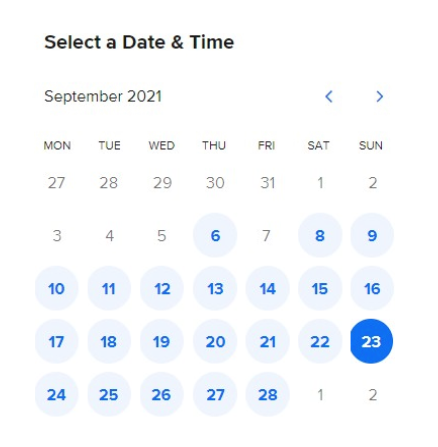 Select a Date & Time
September 2021
MON TUE WED THU FRI SAT SUN
27 28 29 30 31 1 2
3 4 5 6 7 8 9
10 11 12 13 14 15 16
17 18 19 20 21 22 23
24 25 26 27 28 1 2